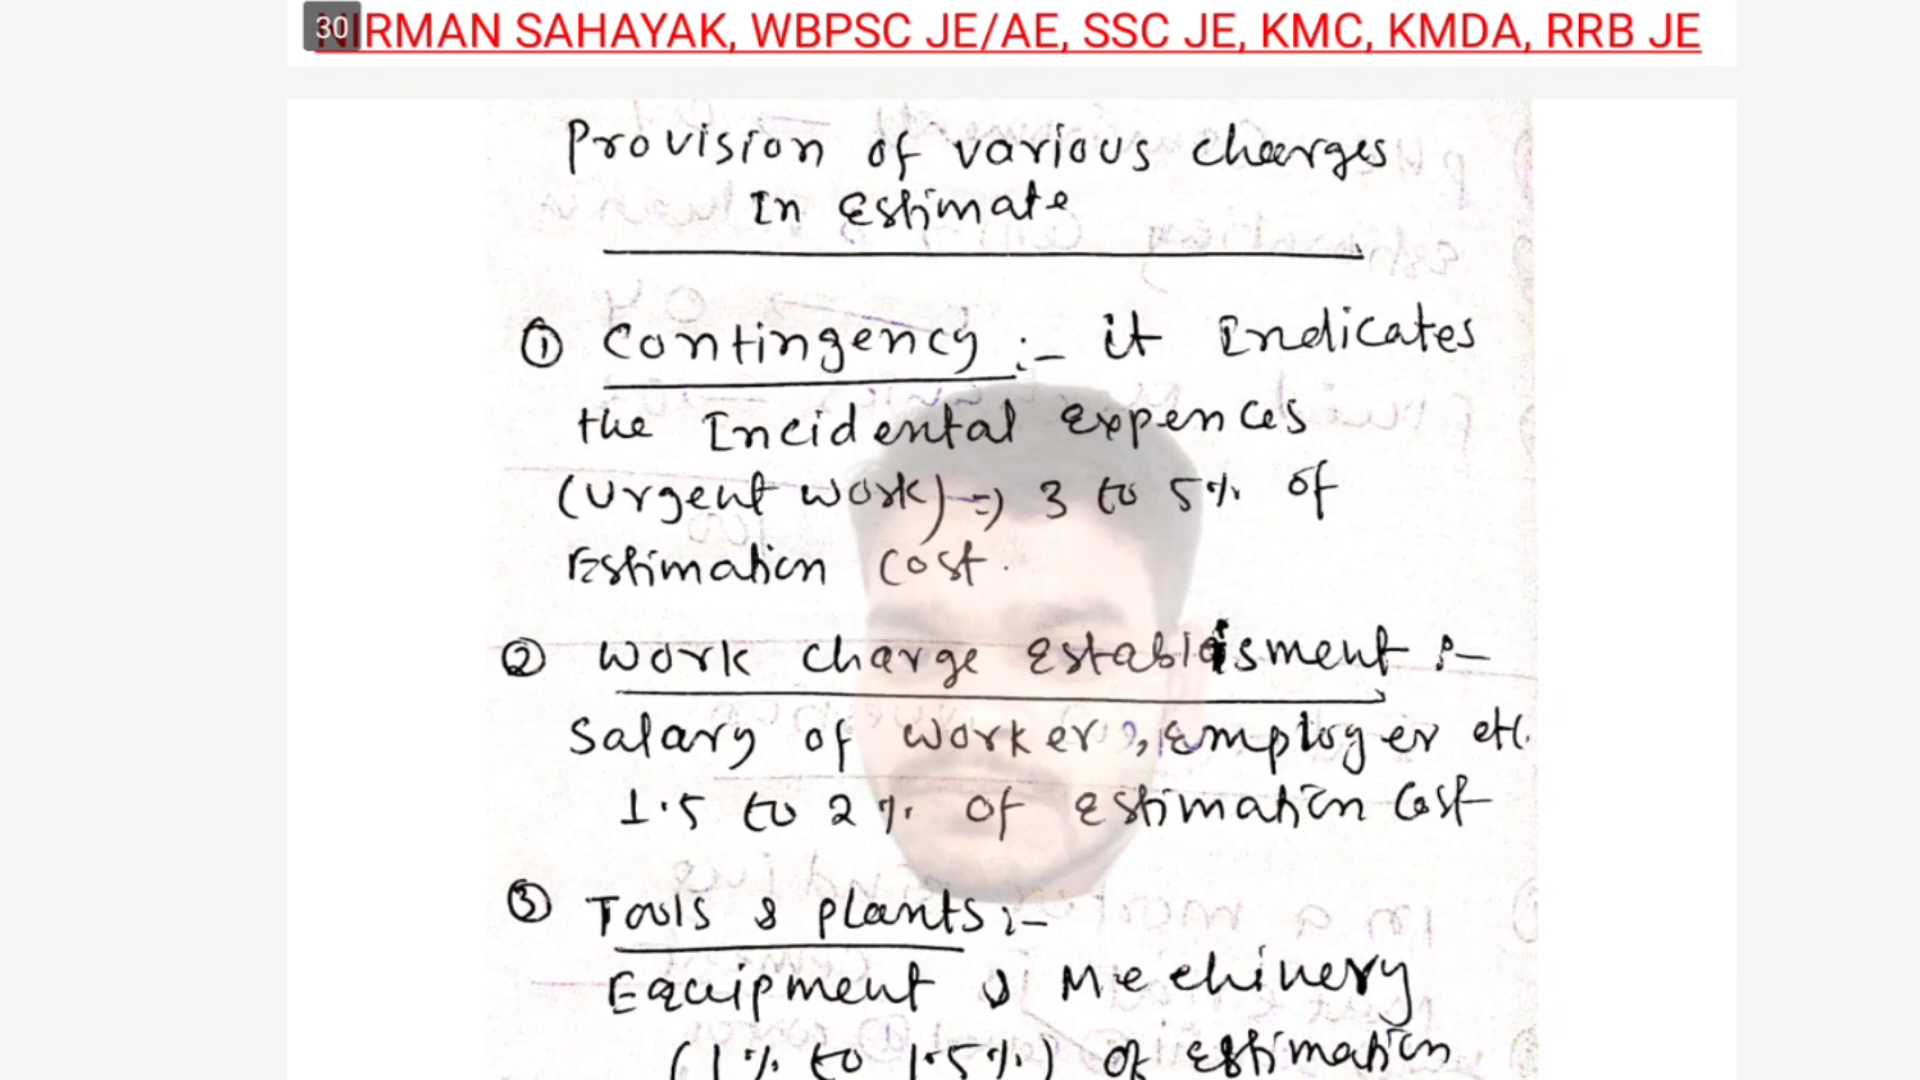 30
NIRMAN SAHAYAK, WBPSC JE/AE, SSC JE, KMC, KMDA, RRB JE
Provision of various charges
In Estimate
① Contingency :- it Indicates
the Incidental Expences
(Urgent work) => 3 to 5% of
Estimation Cost.
② Work charge Establisment :-
Salary of worker, Employer etc.
1.5 to 2% of estimation Cost
③ Tools & plants :-
Equipment & Mechinery
(1% to 1.5%) of estimation